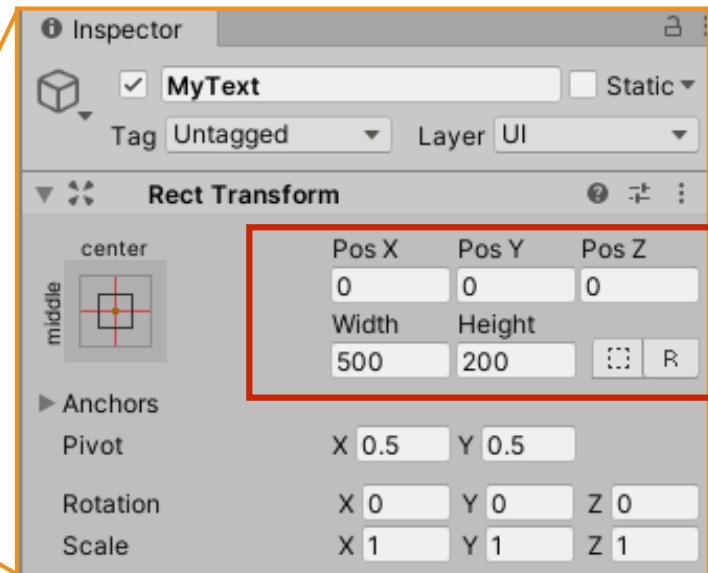 Inspector
MyText
Static
Tag Untagged Layer UI
Rect Transform
center
middle
Pos X Pos Y Pos Z
0 0 0
Width Height
500 200 R
Anchors
Pivot X 0.5 Y 0.5
Rotation X 0 Y 0 Z 0
Scale X 1 Y 1 Z 1